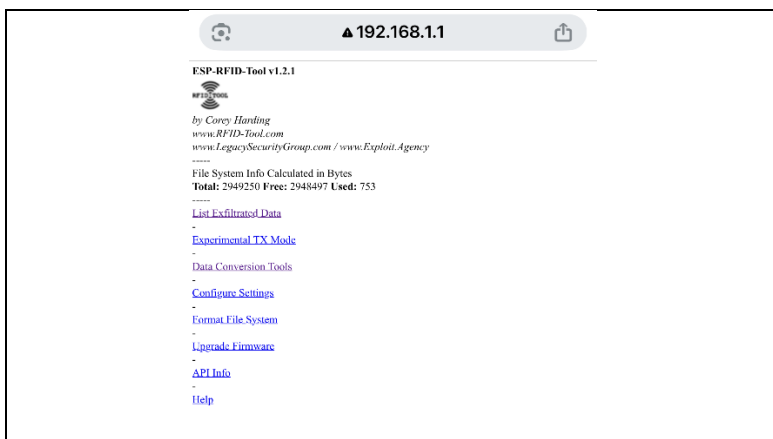 192.168.1.1
ESP-RFID-Tool v1.2.1
RFID TOOL
by Corey Harding
www.RFID-Tool.com
www.LegacySecurityGroup.com / www.Exploit.Agency
-----
File System Info Calculated in Bytes
Total: 2949250 Free: 2948497 Used: 753
-----
List Exfiltrated Data
-
Experimental TX Mode
-
Data Conversion Tools
-
Configure Settings
-
Format File System
-
Upgrade Firmware
-
API Info
-
Help